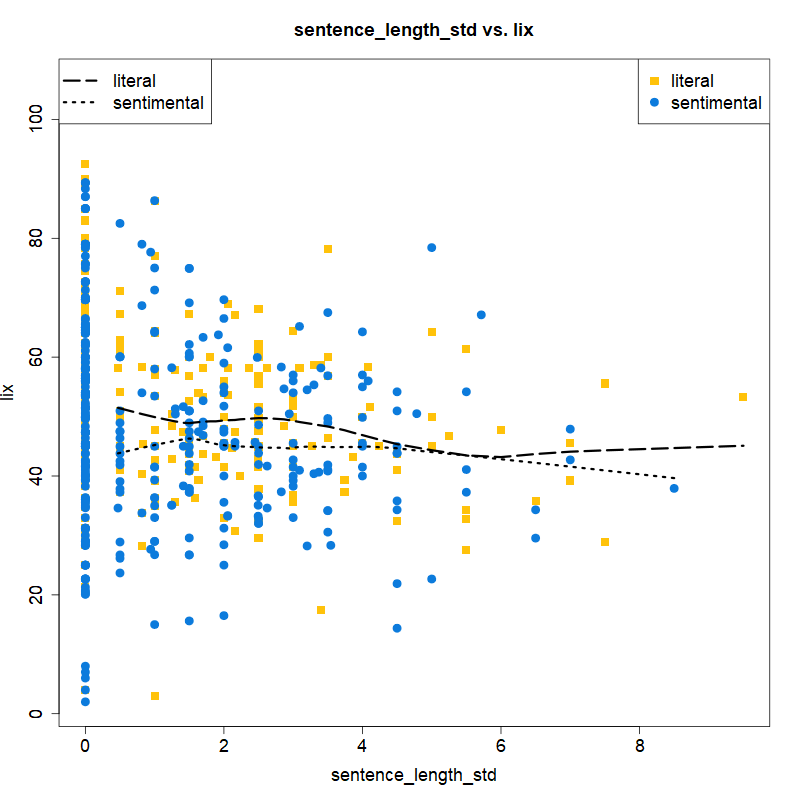 sentence_length_std vs. lix
literal
sentimental
literal
sentimental
100
80
60
40
20
0
lix
0 2 4 6 8
sentence_length_std